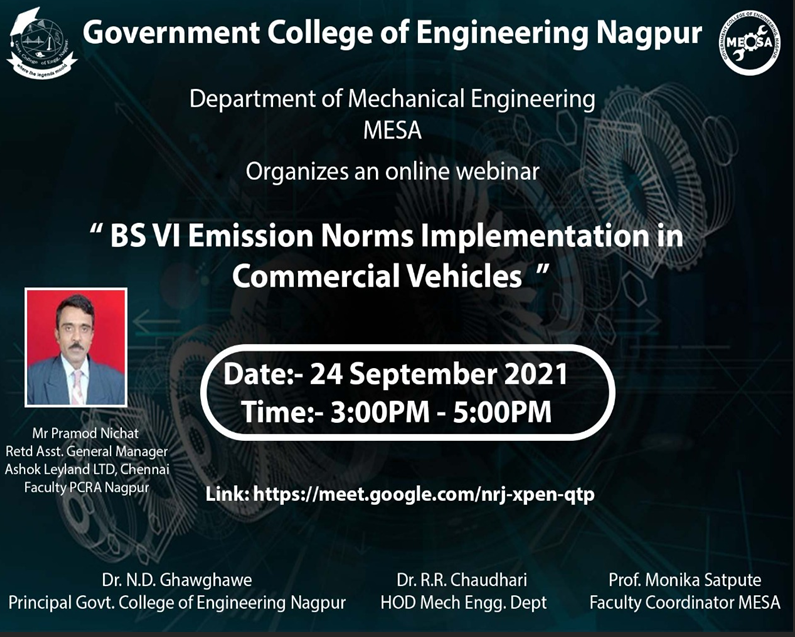 Government College of Engineering Nagpur
MESA
Department of Mechanical Engineering
MESA
Organizes an online webinar
“ BS VI Emission Norms Implementation in
Commercial Vehicles ”
Date:- 24 September 2021
Time:- 3:00PM - 5:00PM
Mr Pramod Nichat
Retd Asst. General Manager
Ashok Leyland LTD, Chennai
Faculty PCRA Nagpur
Link: https://meet.google.com/nrj-xpen-qtp
Dr. N.D. Ghawghawe
Principal Govt. College of Engineering Nagpur
Dr. R.R. Chaudhari
HOD Mech Engg. Dept
Prof. Monika Satpute
Faculty Coordinator MESA